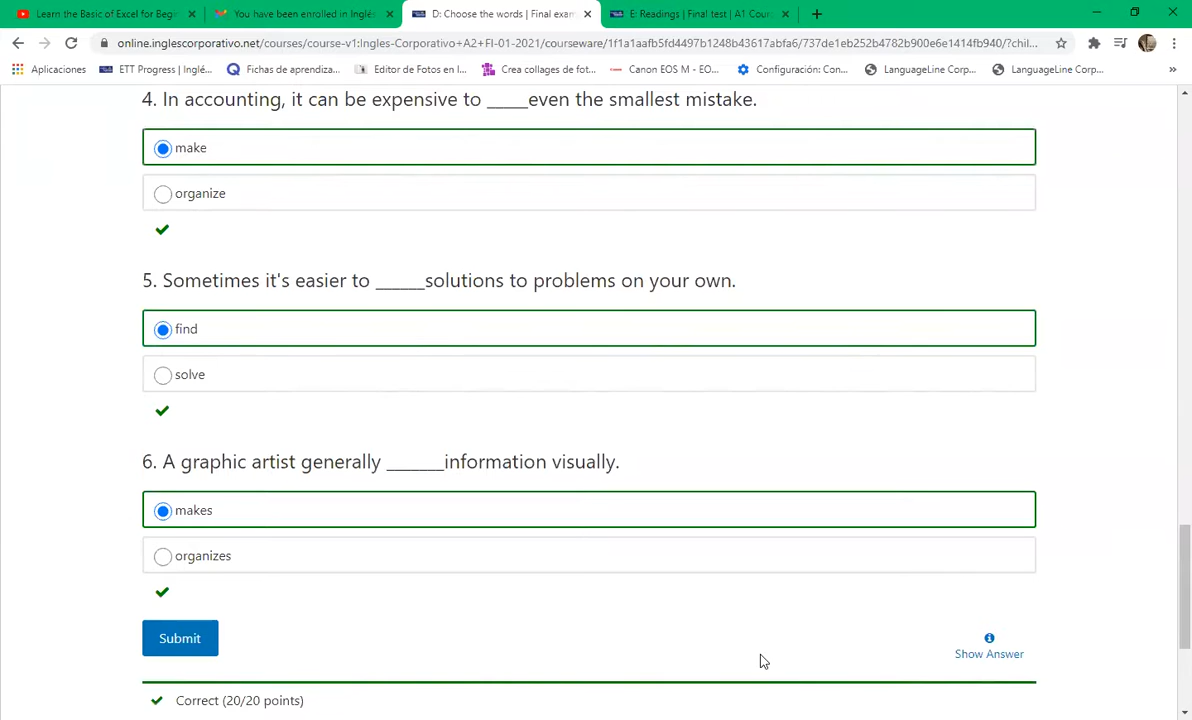 Learn the Basic of Excel for Begin
You have been enrolled in Inglés
D: Choose the words | Final exam
E: Readings | Final test | A1 Cour
online.inglescorporativo.net/courses/course-v1:Ingles-Corporativo+A2+FI-01-2021/courseware/1f1a1aafb5fd4497b1248b43617abfa6/737de1eb252b4782b900e6e1414fb940/?chil...
Aplicaciones
ETT Progress | Inglé...
Fichas de aprendiza...
Editor de Fotos en l...
Crea collages de fot...
Canon EOS M - EO...
Configuración: Con...
LanguageLine Corp...
LanguageLine Corp...
4. In accounting, it can be expensive to _____even the smallest mistake.
make
organize
5. Sometimes it's easier to ______solutions to problems on your own.
find
solve
6. A graphic artist generally _______information visually.
makes
organizes
Submit
Show Answer
Correct (20/20 points)